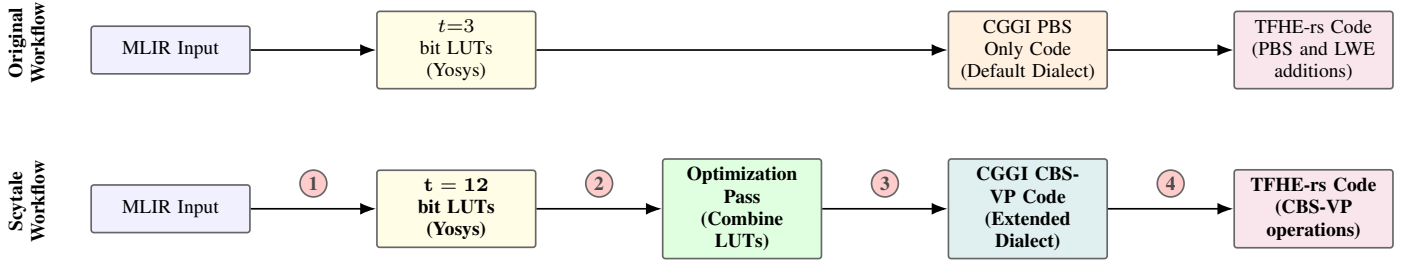 Original
Workflow
MLIR Input
t=3
bit LUTs
(Yosys)
CGGI PBS
Only Code
(Default Dialect)
TFHE-rs Code
(PBS and LWE
additions)
Scytale
Workflow
MLIR Input
1
t = 12
bit LUTs
(Yosys)
2
Optimization
Pass
(Combine
LUTs)
3
CGGI CBS-
VP Code
(Extended
Dialect)
4
TFHE-rs Code
(CBS-VP
operations)